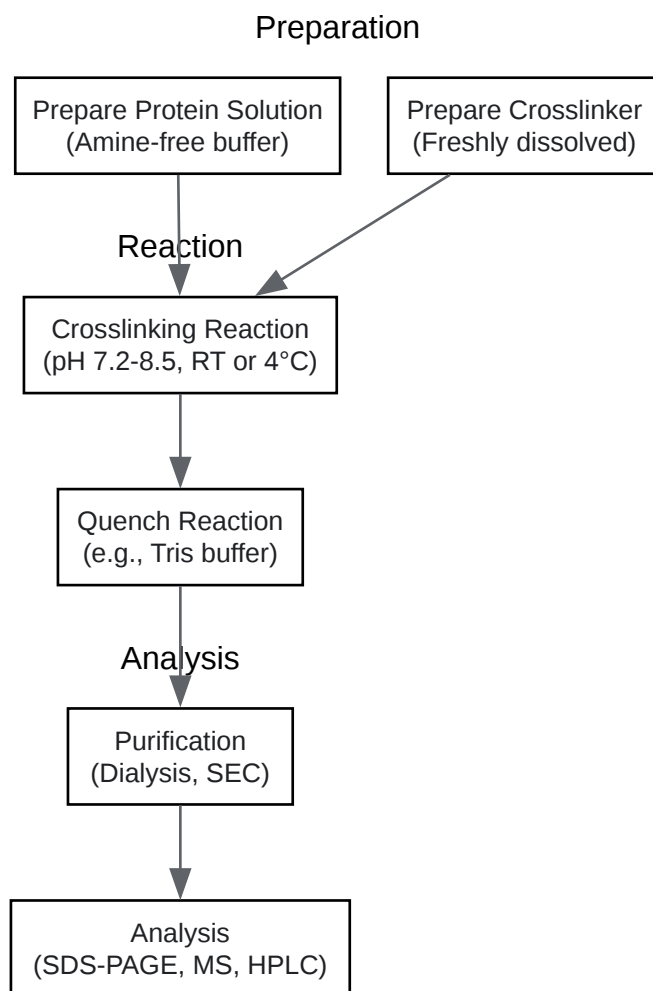 Preparation
Prepare Protein Solution
(Amine-free buffer)
Prepare Crosslinker
(Freshly dissolved)
Reaction
Crosslinking Reaction
(pH 7.2-8.5, RT or 4°C)
Quench Reaction
(e.g., Tris buffer)
Analysis
Purification
(Dialysis, SEC)
Analysis
(SDS-PAGE, MS, HPLC)